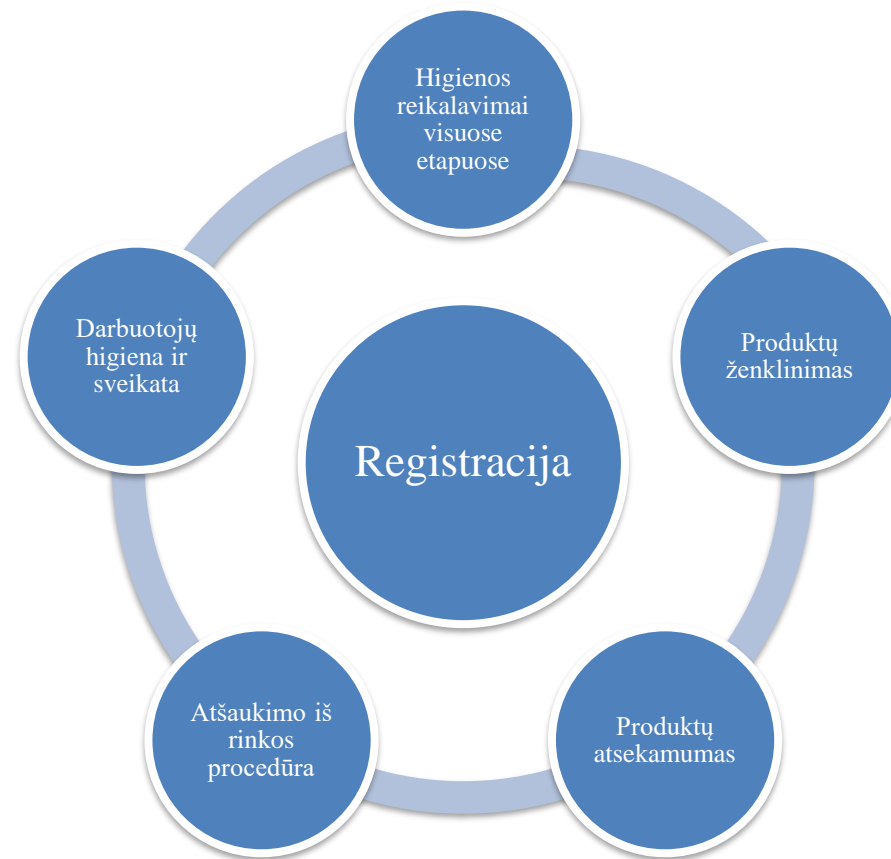 Higienos
reikalavimai
visuose
etapuose
Produktų
ženklinimas
Produktų
atsekamumas
Atšaukimo iš
rinkos
procedūra
Darbuotojų
higiena ir
sveikata
Registracija